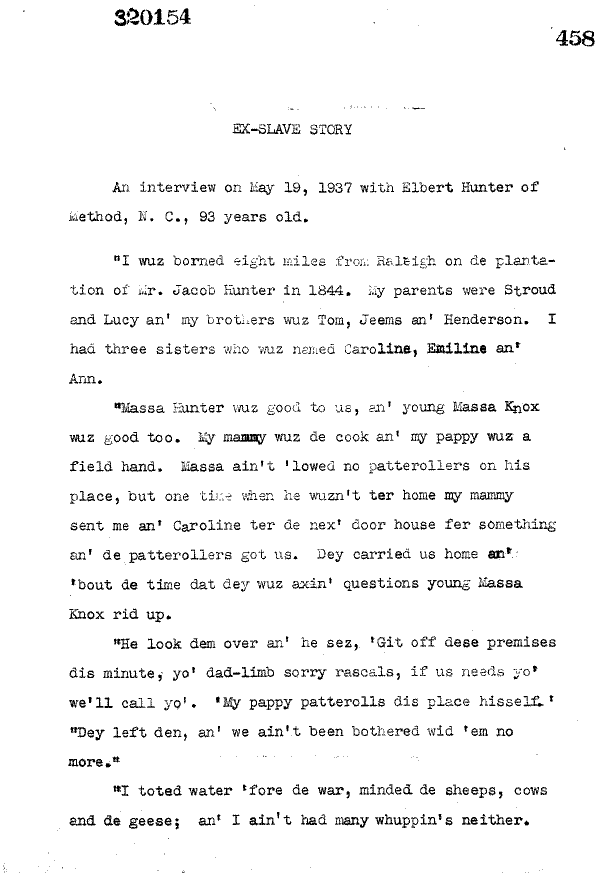 320154
458
EX-SLAVE STORY
An interview on May 19, 1937 with Elbert Hunter of
Method, N. C., 93 years old.
"I wuz borned eight miles from Raleigh on de planta-
tion of Mr. Jacob Hunter in 1844. My parents were Stroud
and Lucy an' my brothers wuz Tom, Jeems an' Henderson. I
had three sisters who wuz named Caroline, Emiline an'
Ann.
"Massa Hunter wuz good to us, an' young Massa Knox
wuz good too. My mammy wuz de cook an' my pappy wuz a
field hand. Massa ain't 'lowed no patterollers on his
place, but one time when he wuzn't ter home my mammy
sent me an' Caroline ter de nex' door house fer something
an' de patterollers got us. Dey carried us home an'
'bout de time dat dey wuz axin' questions young Massa
Knox rid up.
"He look dem over an' he sez, 'Git off dese premises
dis minute, yo' dad-limb sorry rascals, if us needs yo'
we'll call yo'. 'My pappy patterolls dis place hisself.'
"Dey left den, an' we ain't been bothered wid 'em no
more."
"I toted water 'fore de war, minded de sheeps, cows
and de geese; an' I ain't had many whuppin's neither.